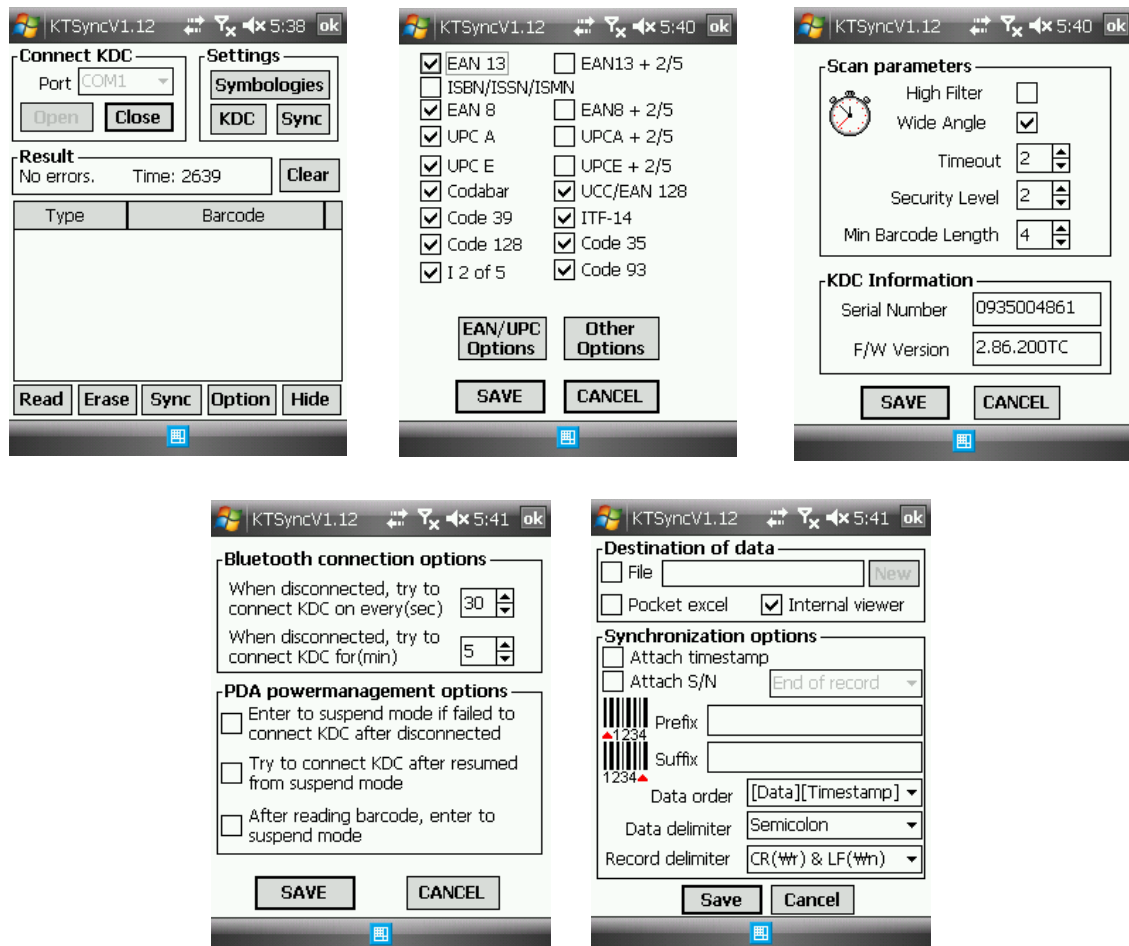 KTSyncV1.12 5:38 ok
Connect KDC
Port COM1
Open Close
Settings
Symbologies
KDC Sync
Result
No errors. Time: 2639
Clear
Type Barcode
Read Erase Sync Option Hide
KTSyncV1.12 5:40 ok
EAN 13 EAN13 + 2/5
ISBN/ISSN/ISMN
EAN 8 EAN8 + 2/5
UPC A UPCA + 2/5
UPC E UPCE + 2/5
Codabar UCC/EAN 128
Code 39 ITF-14
Code 128 Code 35
I 2 of 5 Code 93
EAN/UPC Options Other Options
SAVE CANCEL
KTSyncV1.12 5:40 ok
Scan parameters
High Filter
Wide Angle
Timeout 2
Security Level 2
Min Barcode Length 4
KDC Information
Serial Number 0935004861
F/W Version 2.86.200TC
SAVE CANCEL
KTSyncV1.12 5:41 ok
Bluetooth connection options
When disconnected, try to
connect KDC on every(sec) 30
When disconnected, try to
connect KDC for(min) 5
PDA powermanagement options
Enter to suspend mode if failed to
connect KDC after disconnected
Try to connect KDC after resumed
from suspend mode
After reading barcode, enter to
suspend mode
SAVE CANCEL
KTSyncV1.12 5:41 ok
Destination of data
File New
Pocket excel Internal viewer
Synchronization options
Attach timestamp
Attach S/N End of record
1234 Prefix
1234 Suffix
Data order [Data][Timestamp]
Data delimiter Semicolon
Record delimiter CR(₩r) & LF(₩n)
Save Cancel